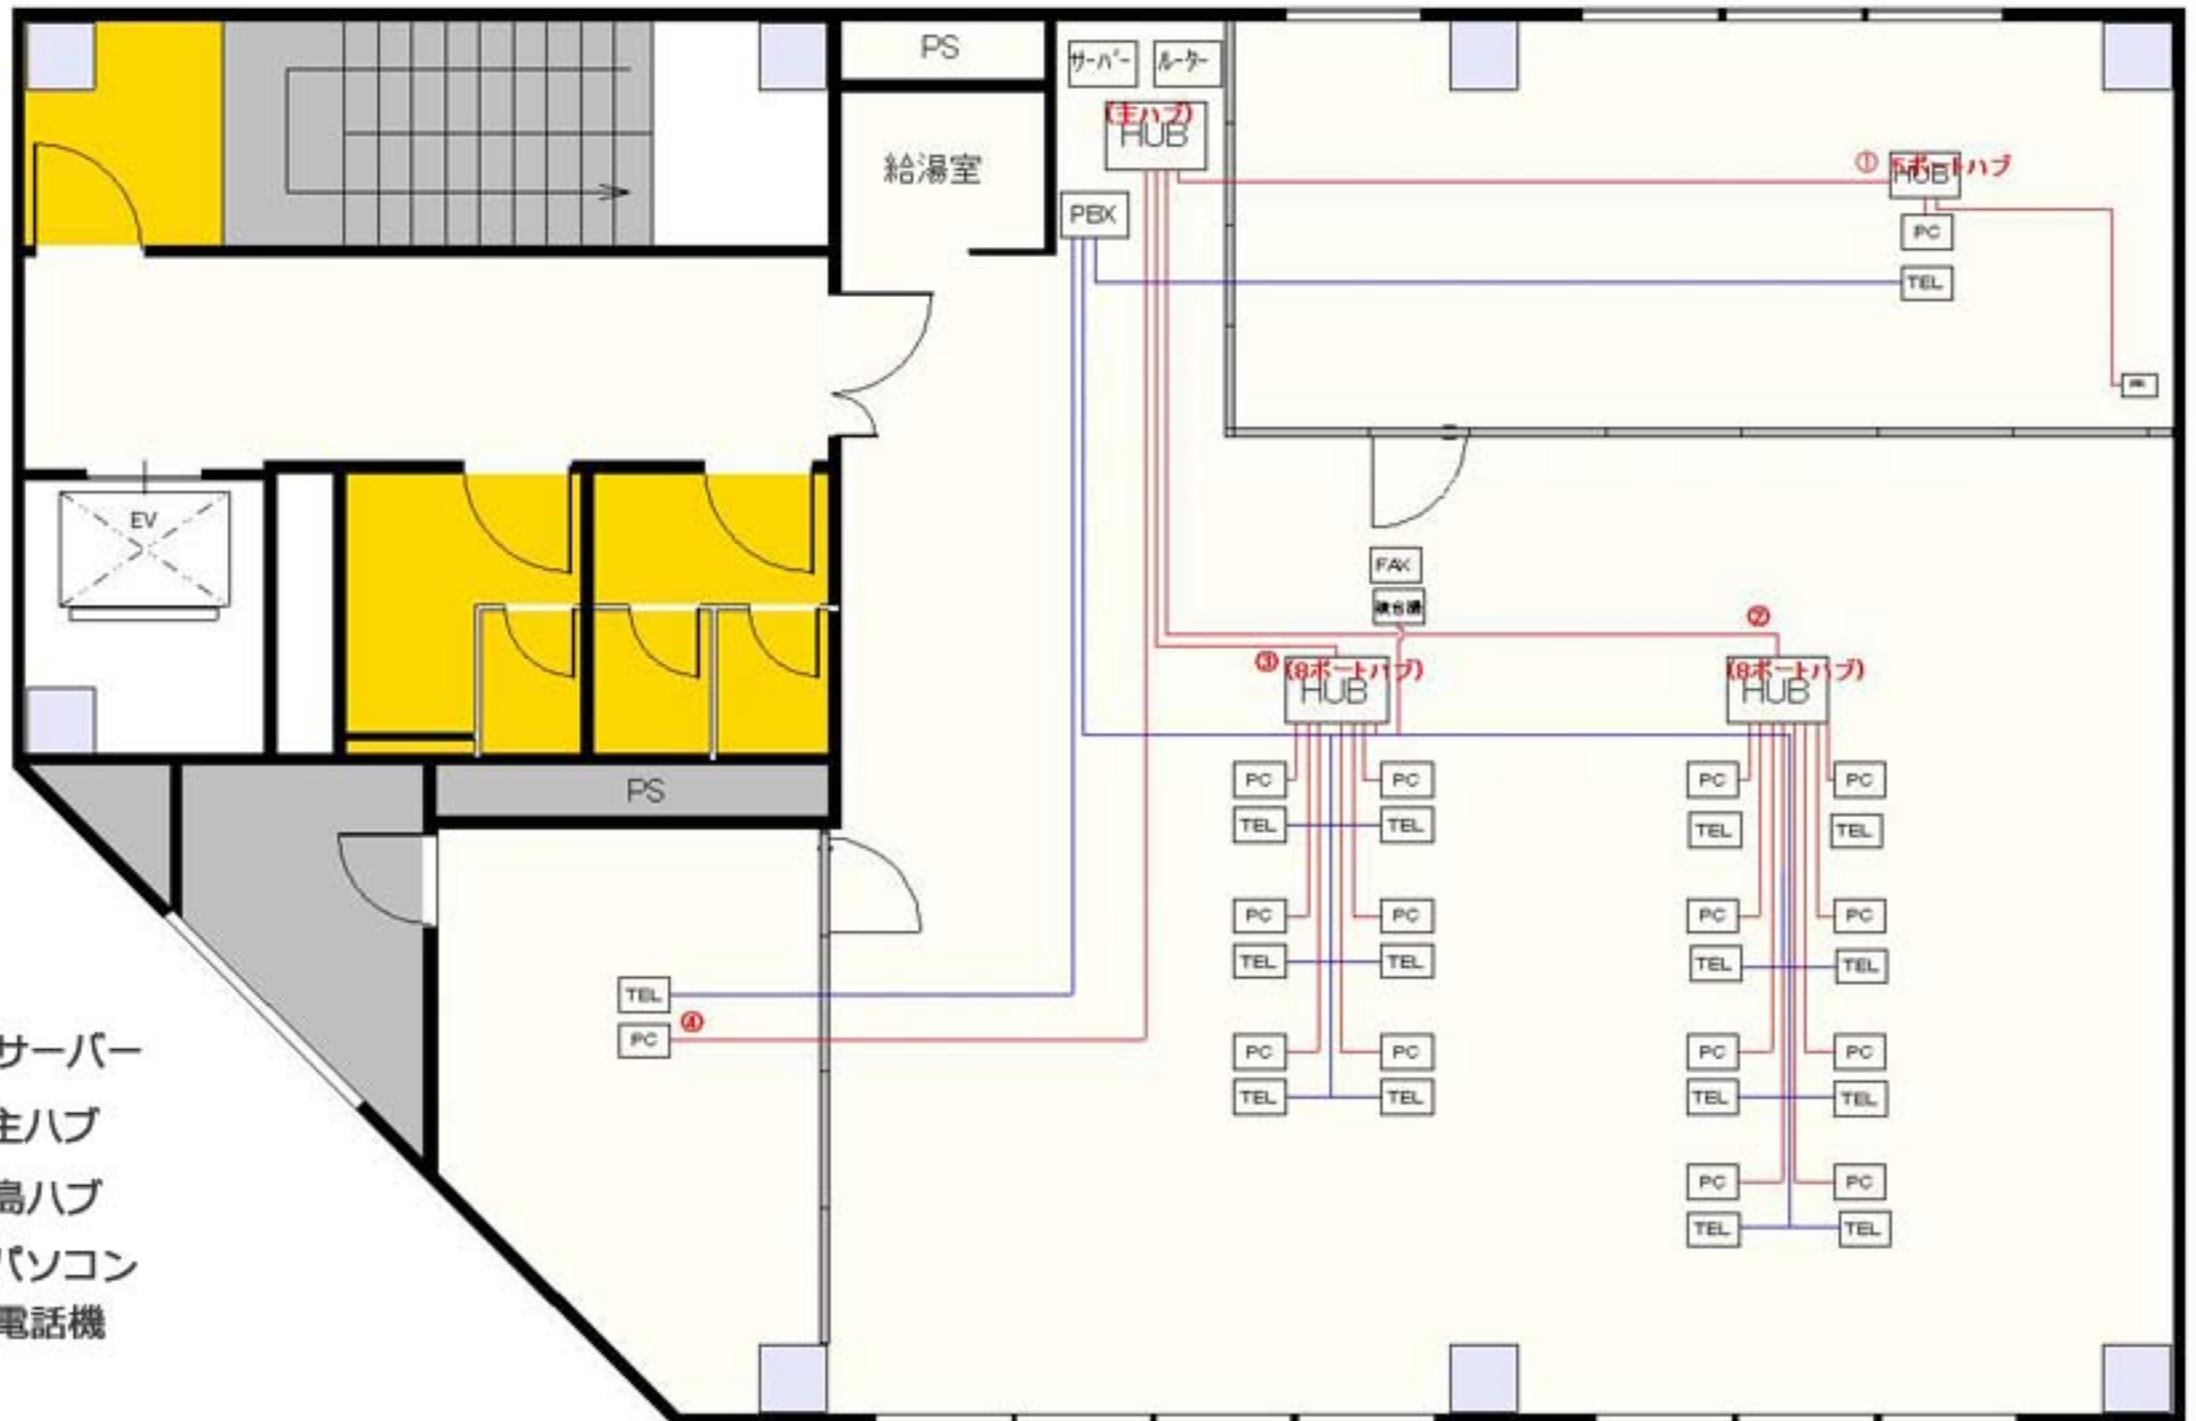 PS
サーバー
ルーター
(主ハブ)
HUB
給湯室
PBX
① 5ポートハブ
HUB
PC
TEL
EV
FAX
②
③ (8ポートハブ)
HUB
(8ポートハブ)
HUB
PS
PC
PC
PC
PC
TEL
TEL
TEL
TEL
PC
PC
PC
PC
TEL
TEL
TEL
TEL
TEL
④
PC
PC
PC
PC
PC
TEL
TEL
TEL
TEL
PC
PC
TEL
TEL
サーバー
主ハブ
島ハブ
パソコン
電話機